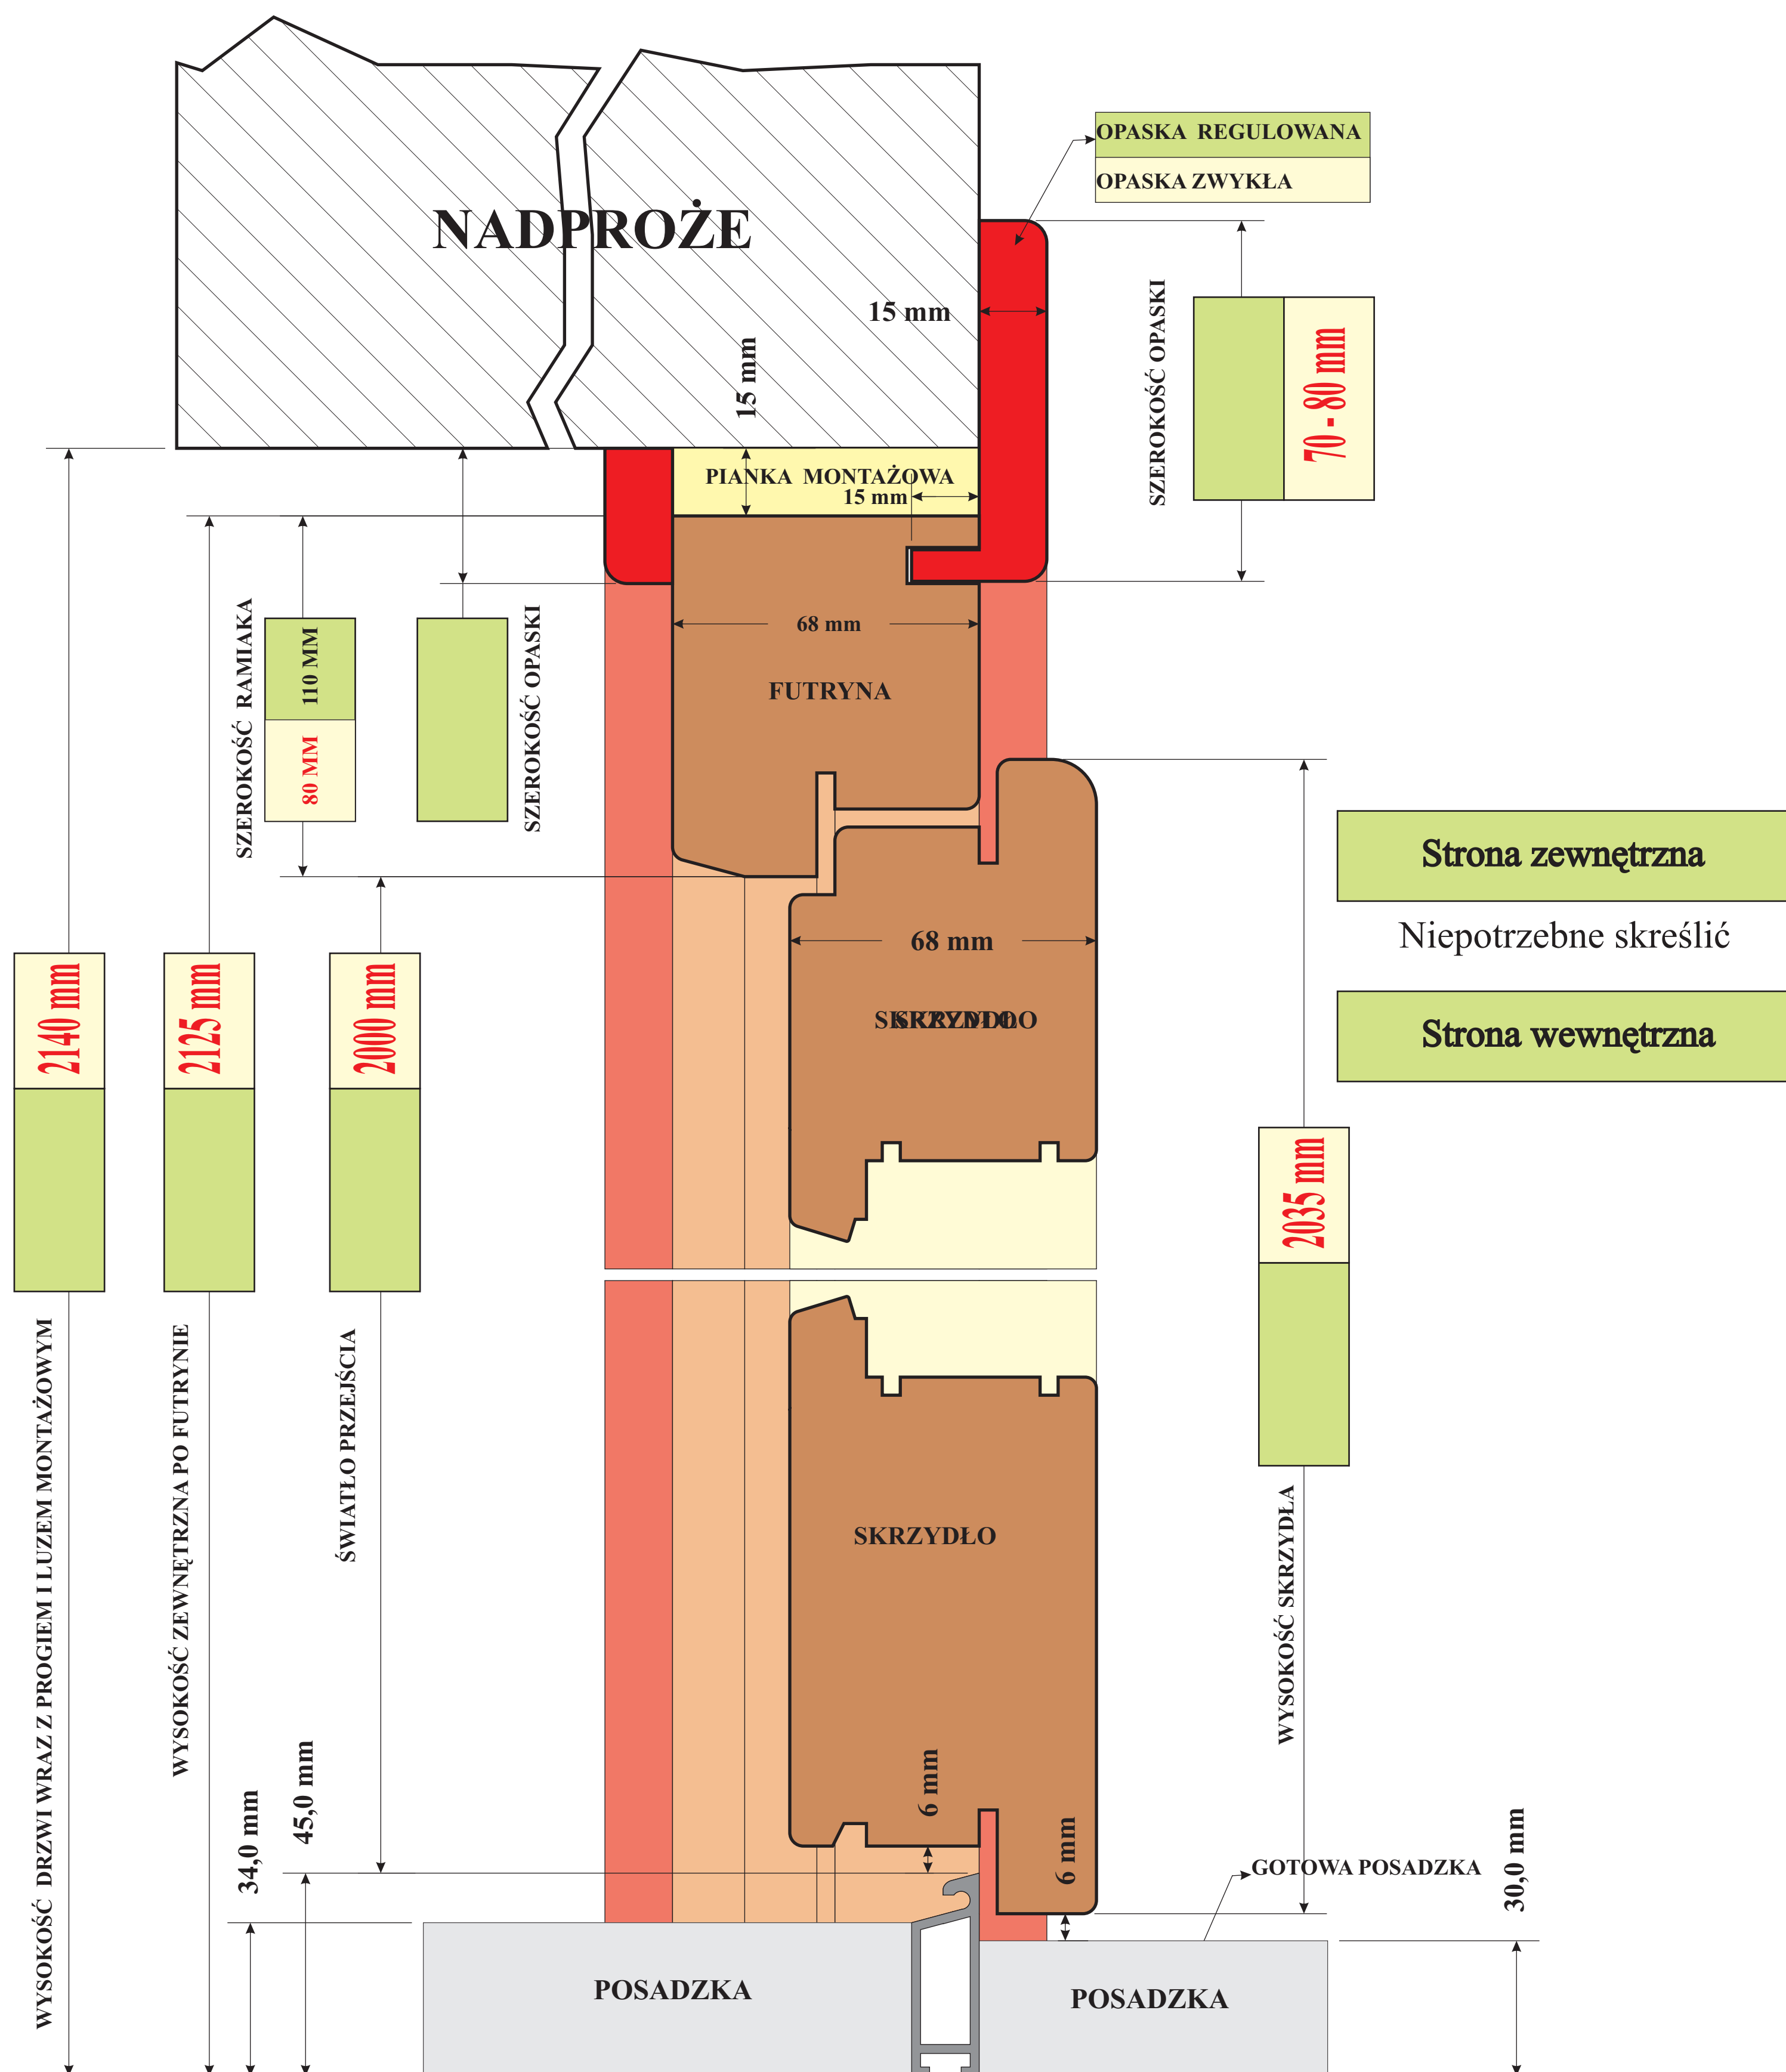 OPASKA REGULOWANA
OPASKA ZWYKŁA
NADPROŻE
15 mm
15 mm
SZEROKOŚĆ OPASKI
70 - 80 mm
PIANKA MONTAŻOWA
15 mm
SZEROKOŚĆ RAMIAKA
110 MM
80 MM
SZEROKOŚĆ OPASKI
68 mm
FUTRYNA
Strona zewnętrzna
Niepotrzebne skreślić
Strona wewnętrzna
68 mm
SKRZYDŁO
2140 mm
2125 mm
2000 mm
2035 mm
WYSOKOŚĆ DRZWI WRAZ Z PROGIEM I LUZEM MONTAŻOWYM
WYSOKOŚĆ ZEWNĘTRZNA PO FUTRYNIE
ŚWIATŁO PRZEJŚCIA
WYSOKOŚĆ SKRZYDŁA
SKRZYDŁO
34,0 mm
45,0 mm
6 mm
6 mm
GOTOWA POSADZKA
30,0 mm
POSADZKA
POSADZKA